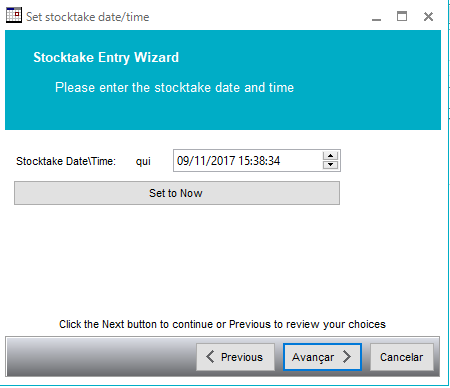 Set stocktake date/time
Stocktake Entry Wizard
Please enter the stocktake date and time
Stocktake Date\Time: qui 09/11/2017 15:38:34
Set to Now
Click the Next button to continue or Previous to review your choices
Previous Avançar Cancelar